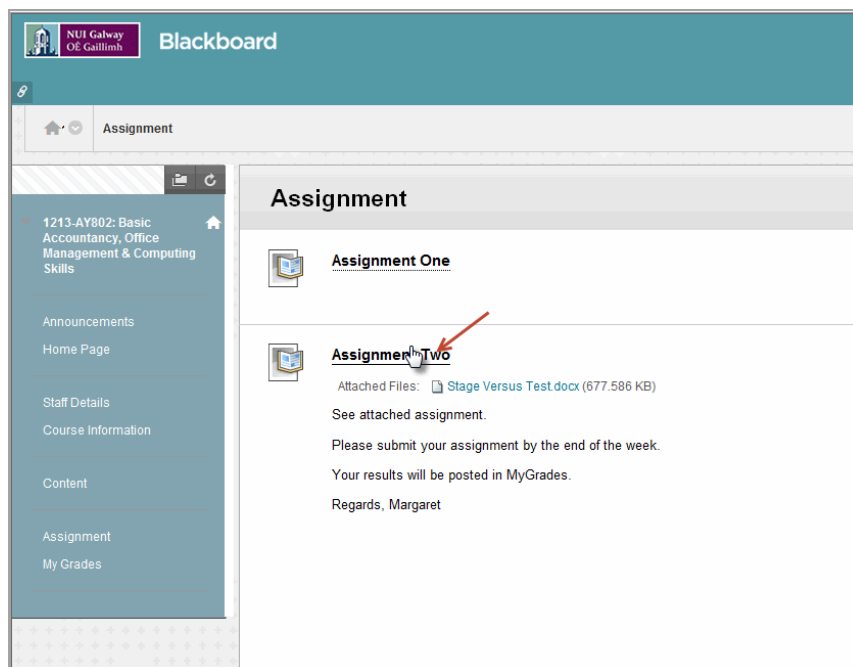 NUI Galway
OÉ Gaillimh
Blackboard
Assignment
1213-AY802: Basic
Accountancy, Office
Management & Computing
Skills
Announcements
Home Page
Staff Details
Course Information
Content
Assignment
My Grades
Assignment
Assignment One
Assignment Two
Attached Files: Stage Versus Test.docx (677.586 KB)
See attached assignment.
Please submit your assignment by the end of the week.
Your results will be posted in MyGrades.
Regards, Margaret